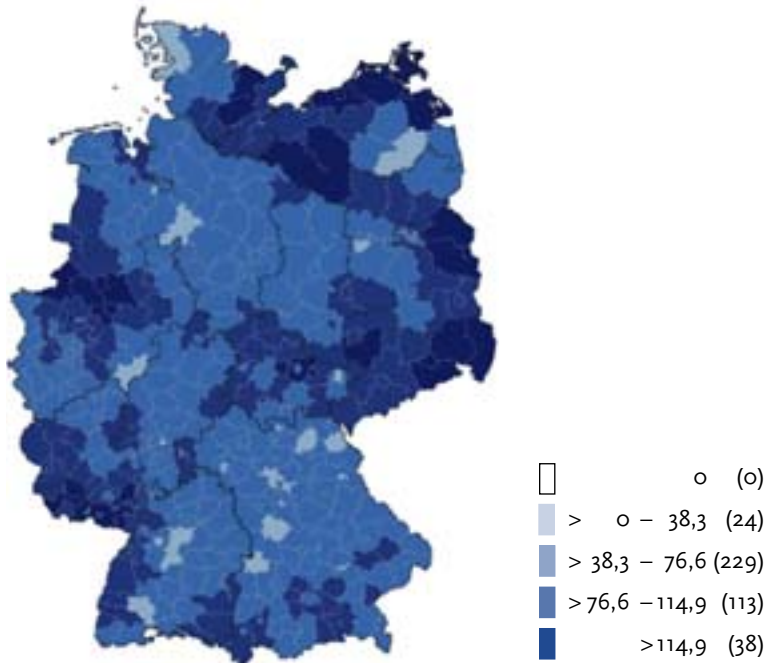 0 (0)
> 0 – 38,3 (24)
> 38,3 – 76,6 (229)
> 76,6 – 114,9 (113)
> 114,9 (38)